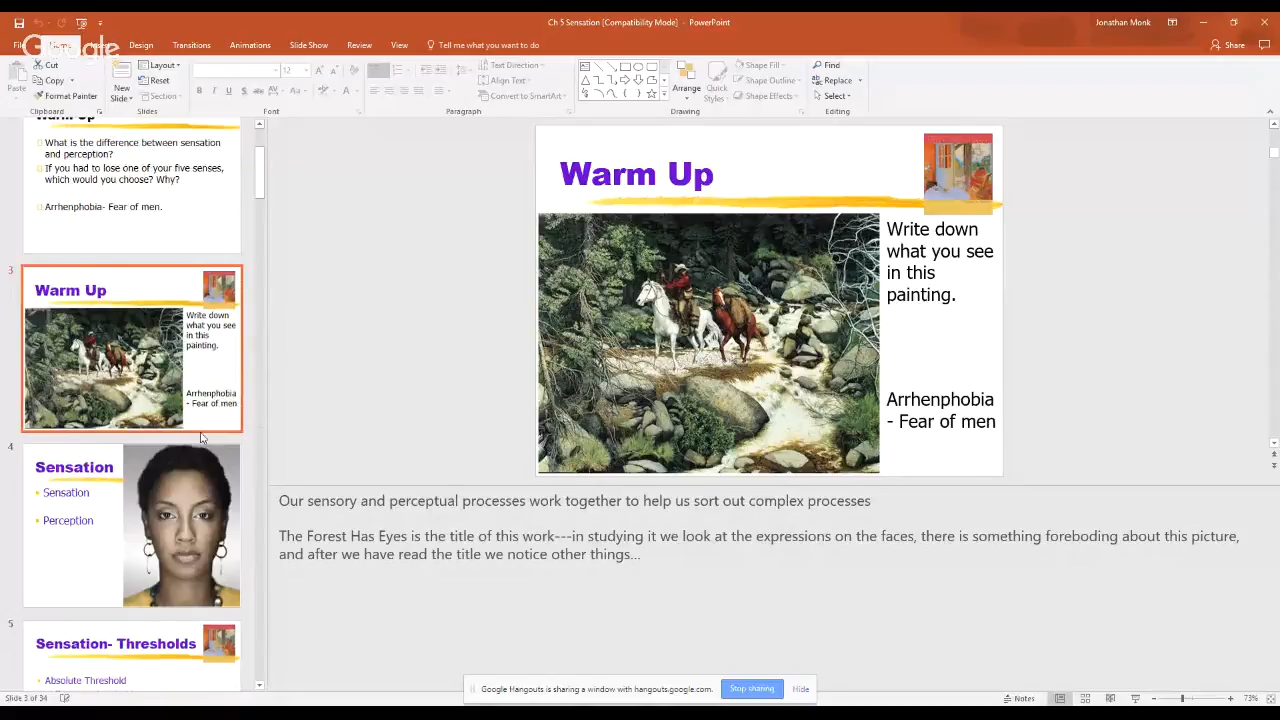 Ch 5 Sensation [Compatibility Mode] - PowerPoint
Jonathan Monk
File
Insert
Design
Transitions
Animations
Slide Show
Review
View
Tell me what you want to do
Share
Google
Paste
Cut
Copy
Format Painter
Clipboard
New
Slide
Layout
Reset
Section
Slides
12
Font
Text Direction
Align Text
Convert to SmartArt
Paragraph
Arrange
Quick
Styles
Shape Fill
Shape Outline
Shape Effects
Drawing
Find
Replace
Select
Editing
Warm Up
What is the difference between sensation
and perception?
If you had to lose one of your five senses,
which would you choose? Why?
Arrhenphobia- Fear of men.
3
Warm Up
Write down
what you see
in this
painting.
Arrhenphobia
- Fear of men
4
Sensation
Sensation
Perception
5
Sensation- Thresholds
Absolute Threshold
Warm Up
Write down
what you see
in this
painting.
Arrhenphobia
- Fear of men
Our sensory and perceptual processes work together to help us sort out complex processes
The Forest Has Eyes is the title of this work---in studying it we look at the expressions on the faces, there is something foreboding about this picture,
and after we have read the title we notice other things...
Google Hangouts is sharing a window with hangouts.google.com.
Stop sharing
Hide
Slide 3 of 34
Notes
73%